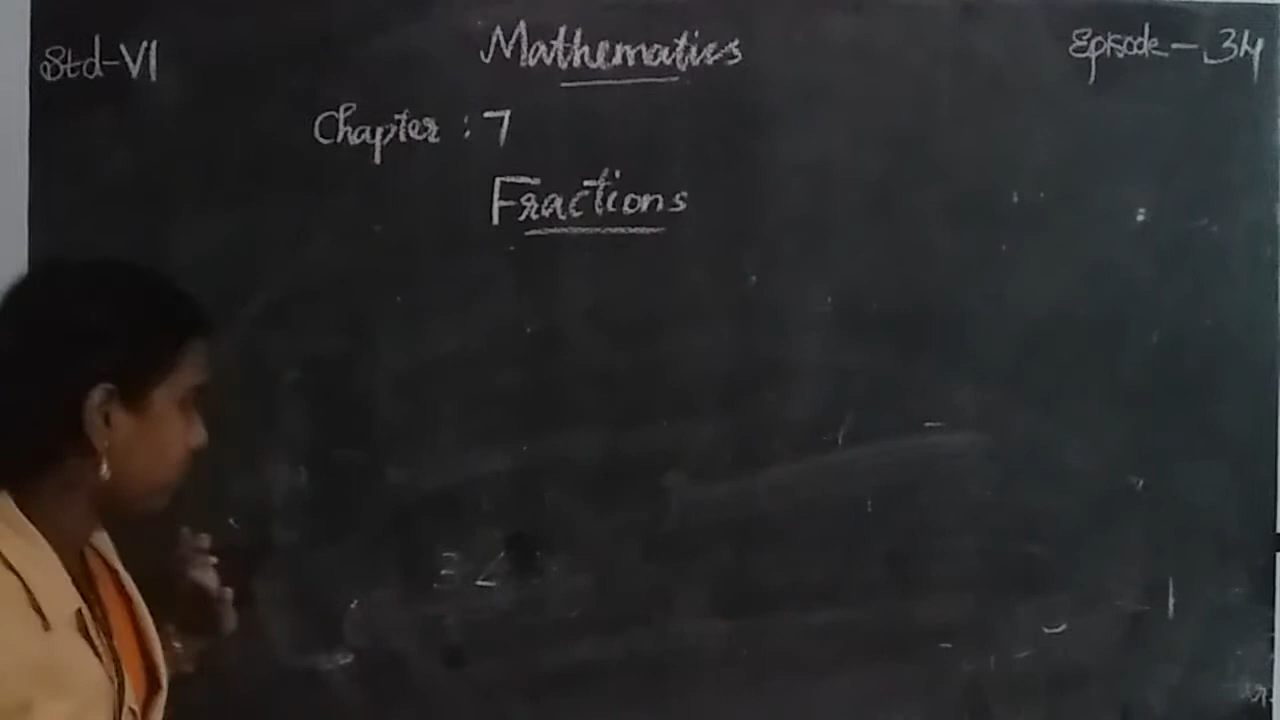 Std-VI
Mathematics
Episode - 34
Chapter : 7
Fractions